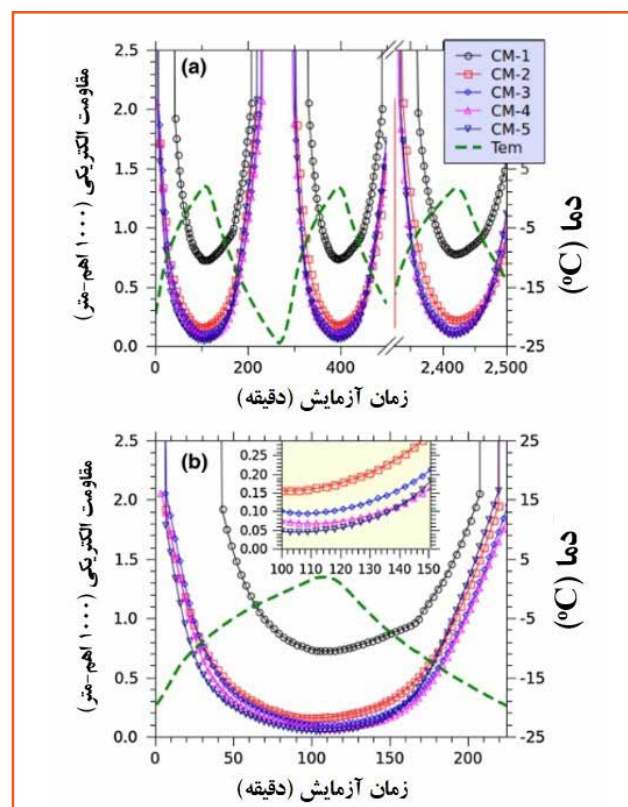 (a)
مقاومت الکتریکی (۱۰۰۰ اهم-متر)
2.5
2.0
1.5
1.0
0.5
0.0
CM-1
CM-2
CM-3
CM-4
CM-5
Tem
5
-5
-15
-25
دما (ºC)
0 200 400 2,400 2,500
زمان آزمایش (دقیقه)
(b)
مقاومت الکتریکی (۱۰۰۰ اهم-متر)
2.5
2.0
1.5
1.0
0.5
0.0
0.25
0.20
0.15
0.10
0.05
0.00
100 110 120 130 140 150
25
15
5
-5
-15
-25
دما (ºC)
0 50 100 150 200
زمان آزمایش (دقیقه)